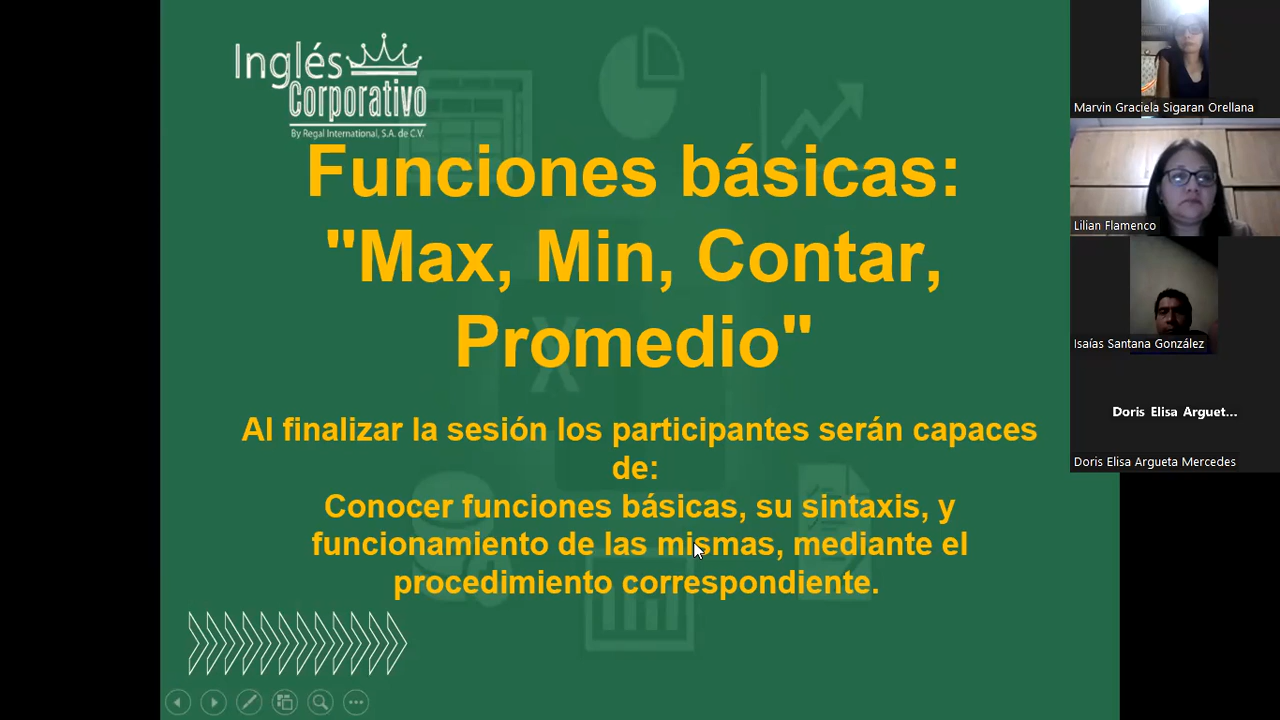 Inglés
Corporativo
By Regal International, S.A. de C.V.
Funciones básicas:
"Max, Min, Contar,
Promedio"
Al finalizar la sesión los participantes serán capaces
de:
Conocer funciones básicas, su sintaxis, y
funcionamiento de las mismas, mediante el
procedimiento correspondiente.
X
Marvin Graciela Sigaran Orellana
Lilian Flamenco
Isaías Santana González
Doris Elisa Arguet...
Doris Elisa Argueta Mercedes